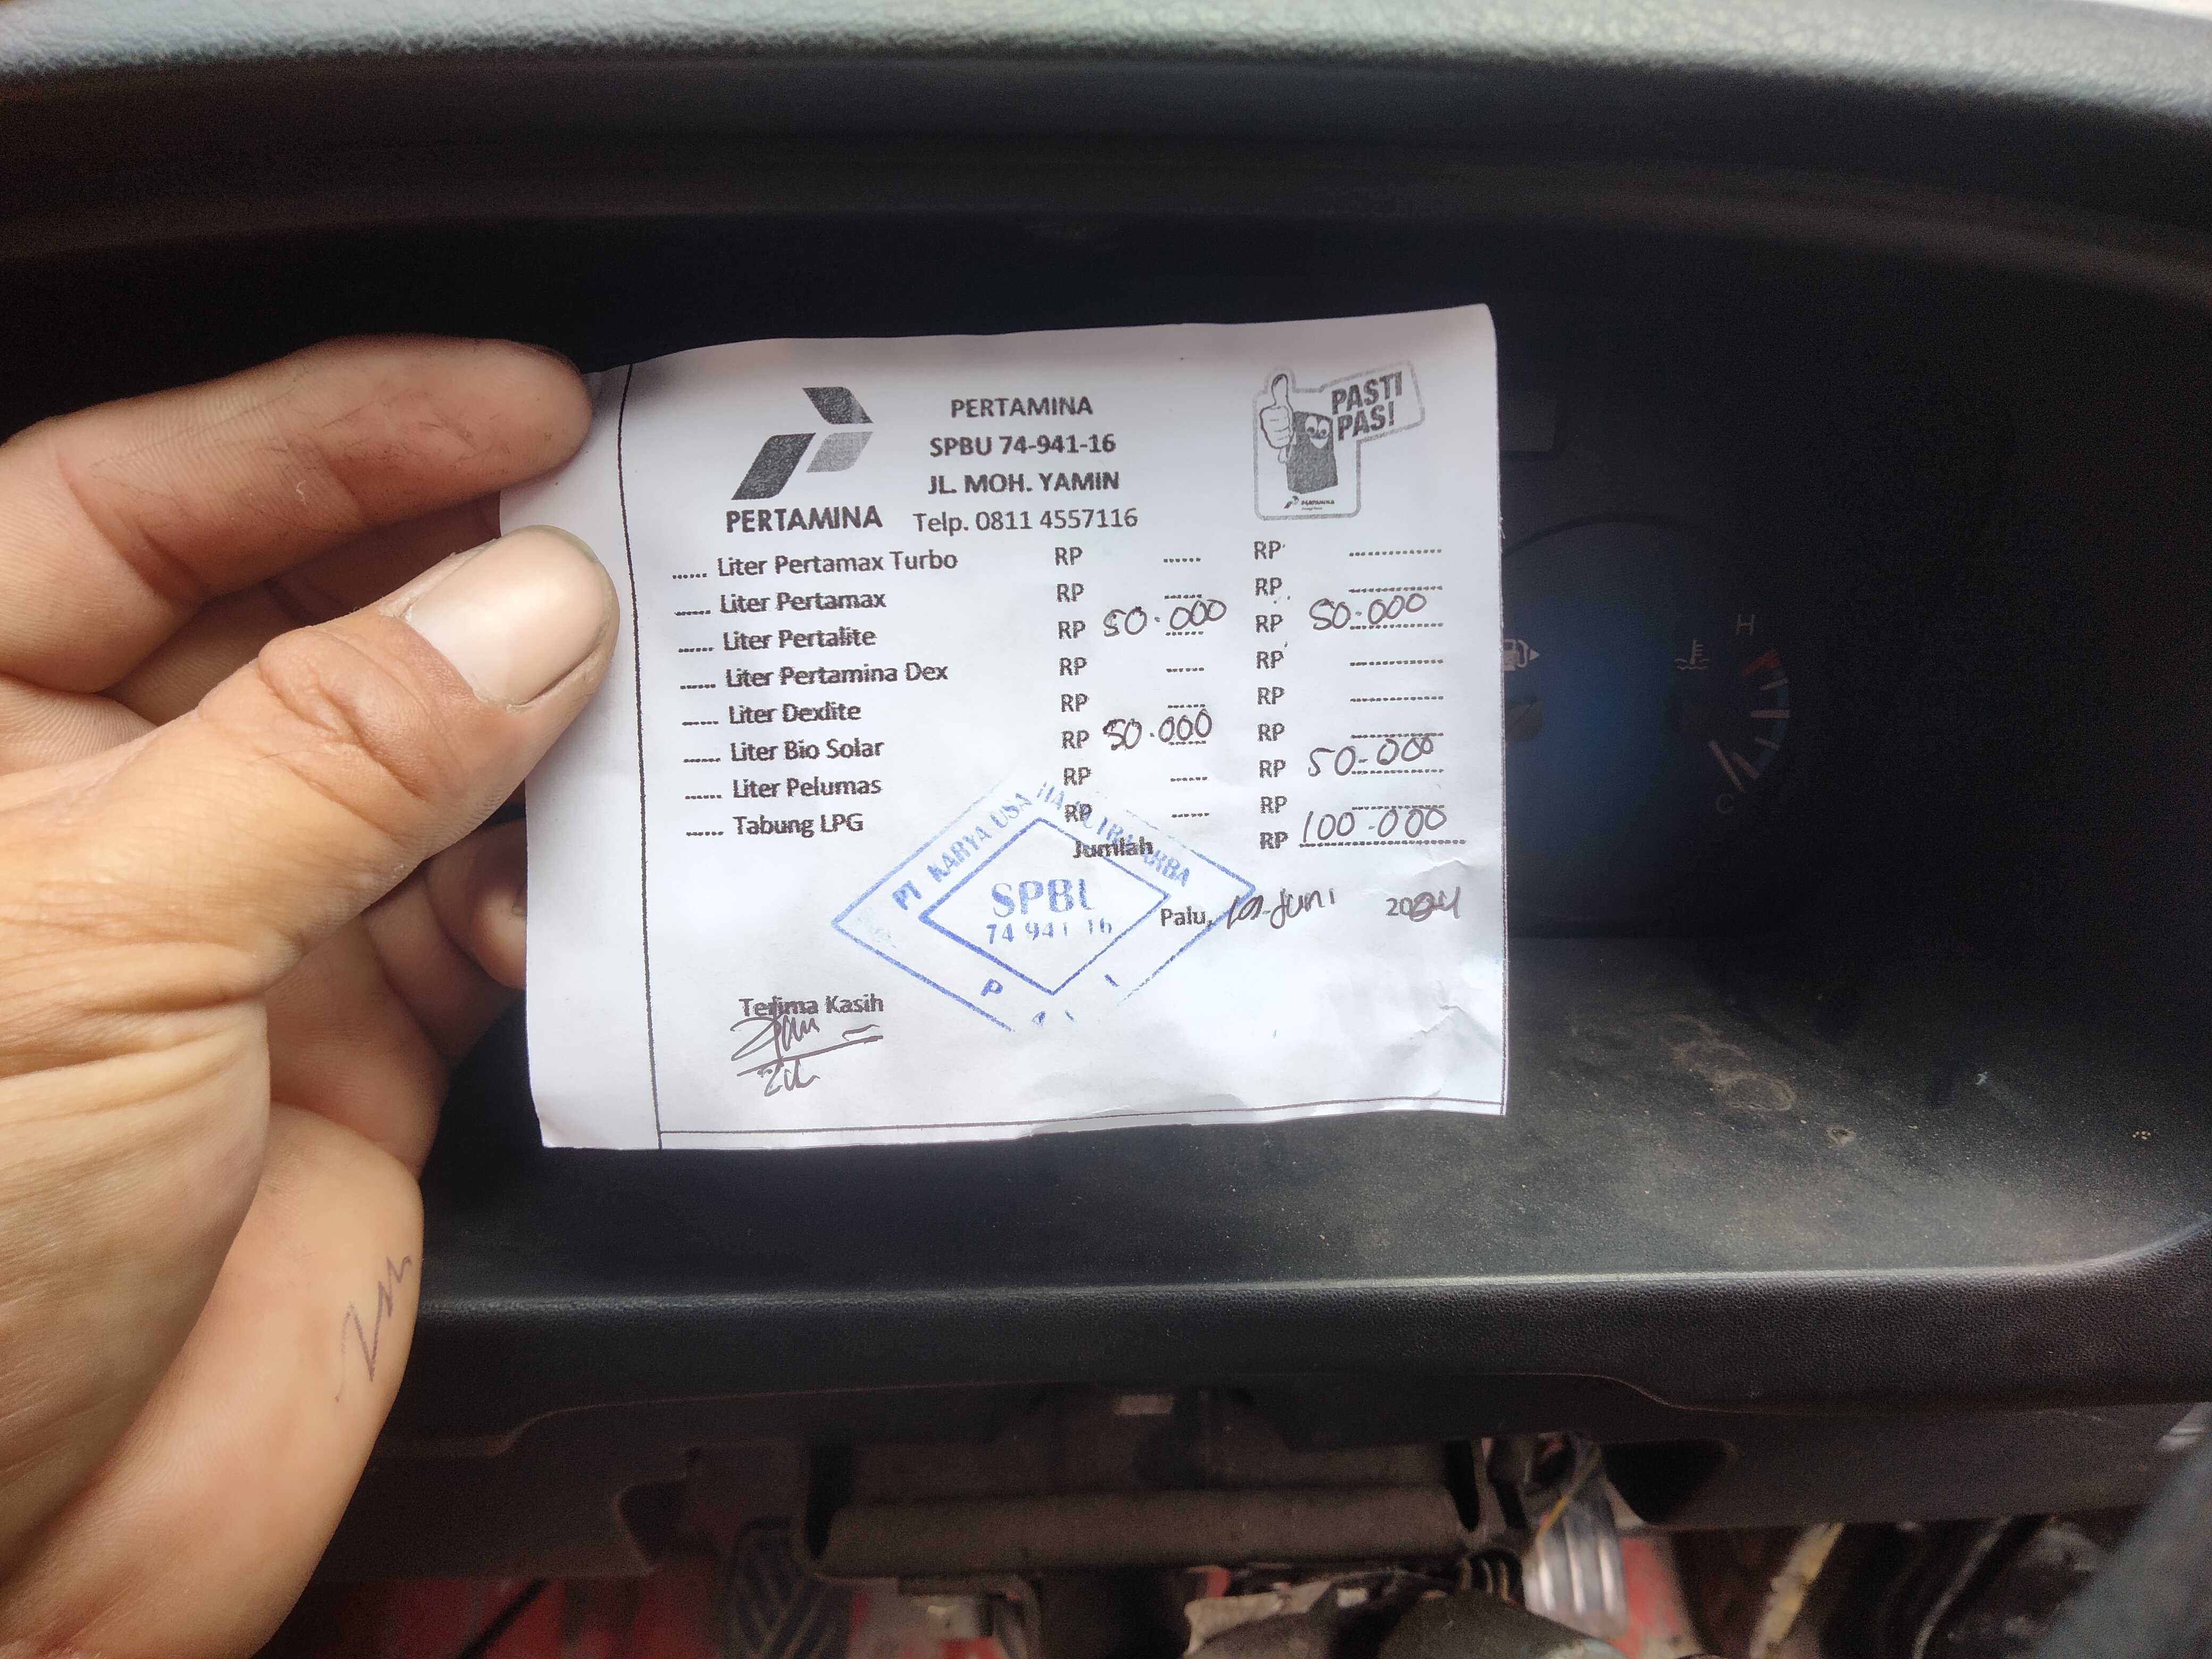 PERTAMINA
SPBU 74-941-16
JL. MOH. YAMIN
Telp. 0811 4557116
PERTAMINA
PASTI
PAS!
...... Liter Pertamax Turbo RP ...... RP ..............
...... Liter Pertamax RP ...... RP ..............
...... Liter Pertalite RP 50.000 RP 50.000
...... Liter Pertamina Dex RP ...... RP ..............
...... Liter Dexlite RP ...... RP ..............
...... Liter Bio Solar RP 50.000 RP ..............
...... Liter Pelumas RP ...... RP 50-000
...... Tabung LPG RP ...... RP ..............
Jumlah RP 100.000
Palu, Juni 2024
PT KARYA USAHA
SPBU
74 941 16
Terima Kasih
H